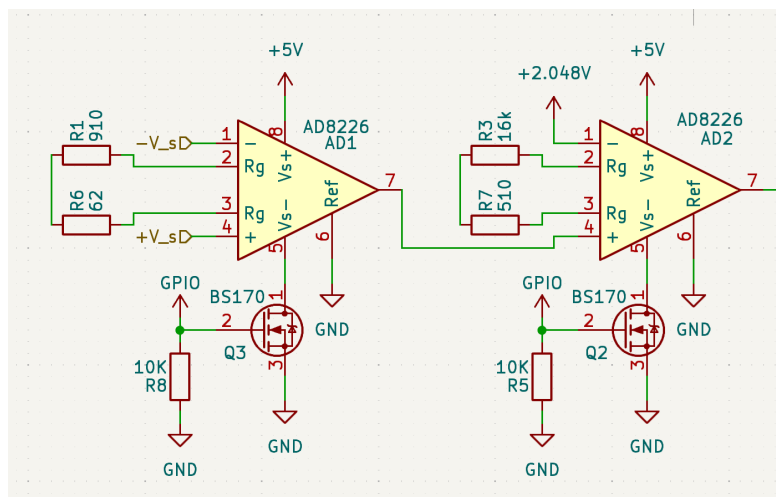 +5V
+5V
+2.048V
R1
910
-V_s
1
-
8
AD8226
AD1
2
Rg
Vs+
Ref
7
R6
62
3
Rg
Vs-
+V_s
4
+
5
6
R3
16k
1
-
8
AD8226
AD2
2
Rg
Vs+
Ref
7
R7
510
3
Rg
Vs-
4
+
5
6
GPIO
BS170
1
2
Q3
3
GND
10K
R8
GND
GND
GPIO
BS170
1
2
Q2
3
GND
10K
R5
GND
GND